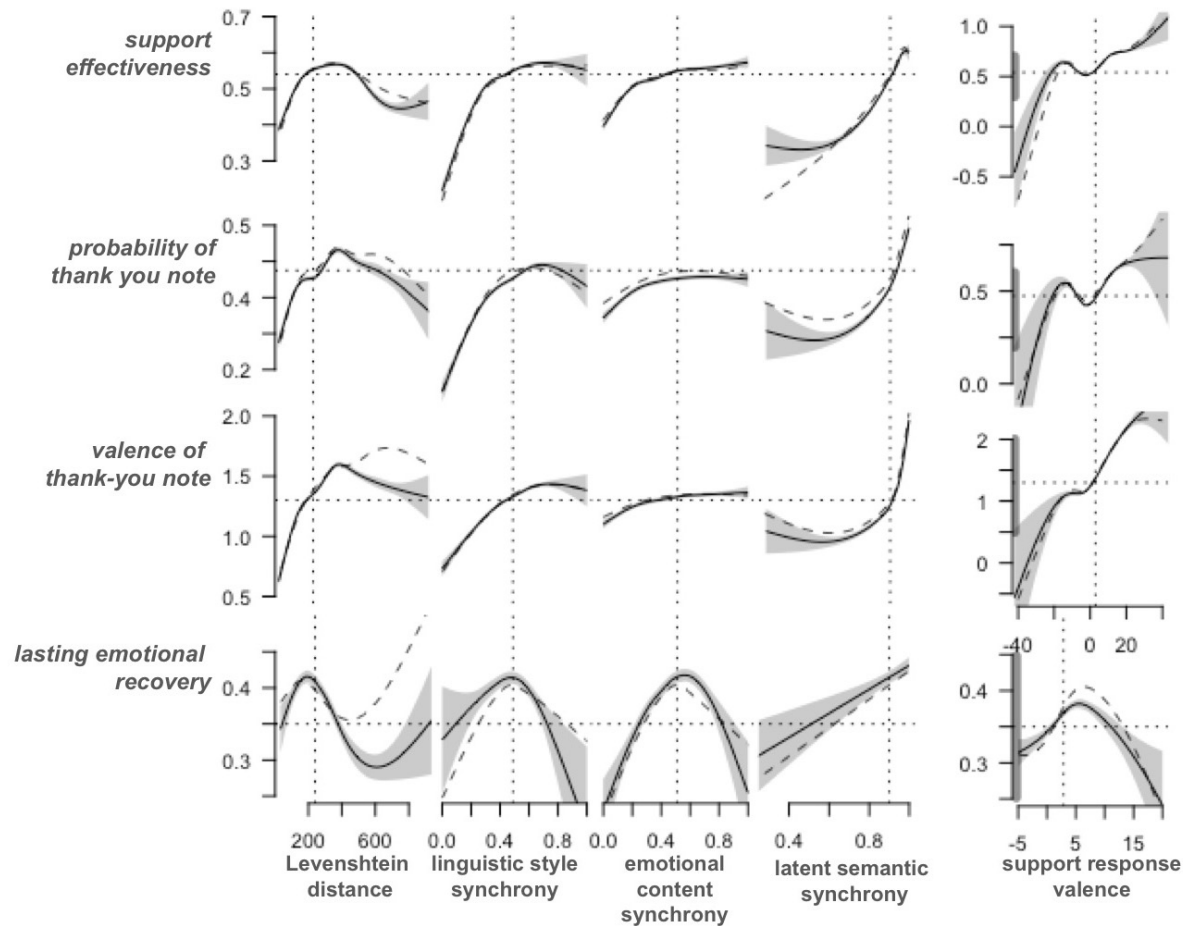 0.7
support
effectiveness
0.5
0.3
1.0
0.5
0.0
-0.5
probability of
thank you note
0.5
0.4
0.2
0.5
0.0
valence of
thank-you note
2.0
1.5
1.0
0.5
2
1
0
-40 0 20
lasting emotional
recovery
0.4
0.3
0.4
0.3
200 600
0.0 0.4 0.8
0.0 0.4 0.8
0.4 0.8
-5 5 15
Levenshtein
distance
linguistic style
synchrony
emotional
content
synchrony
latent semantic
synchrony
support response
valence